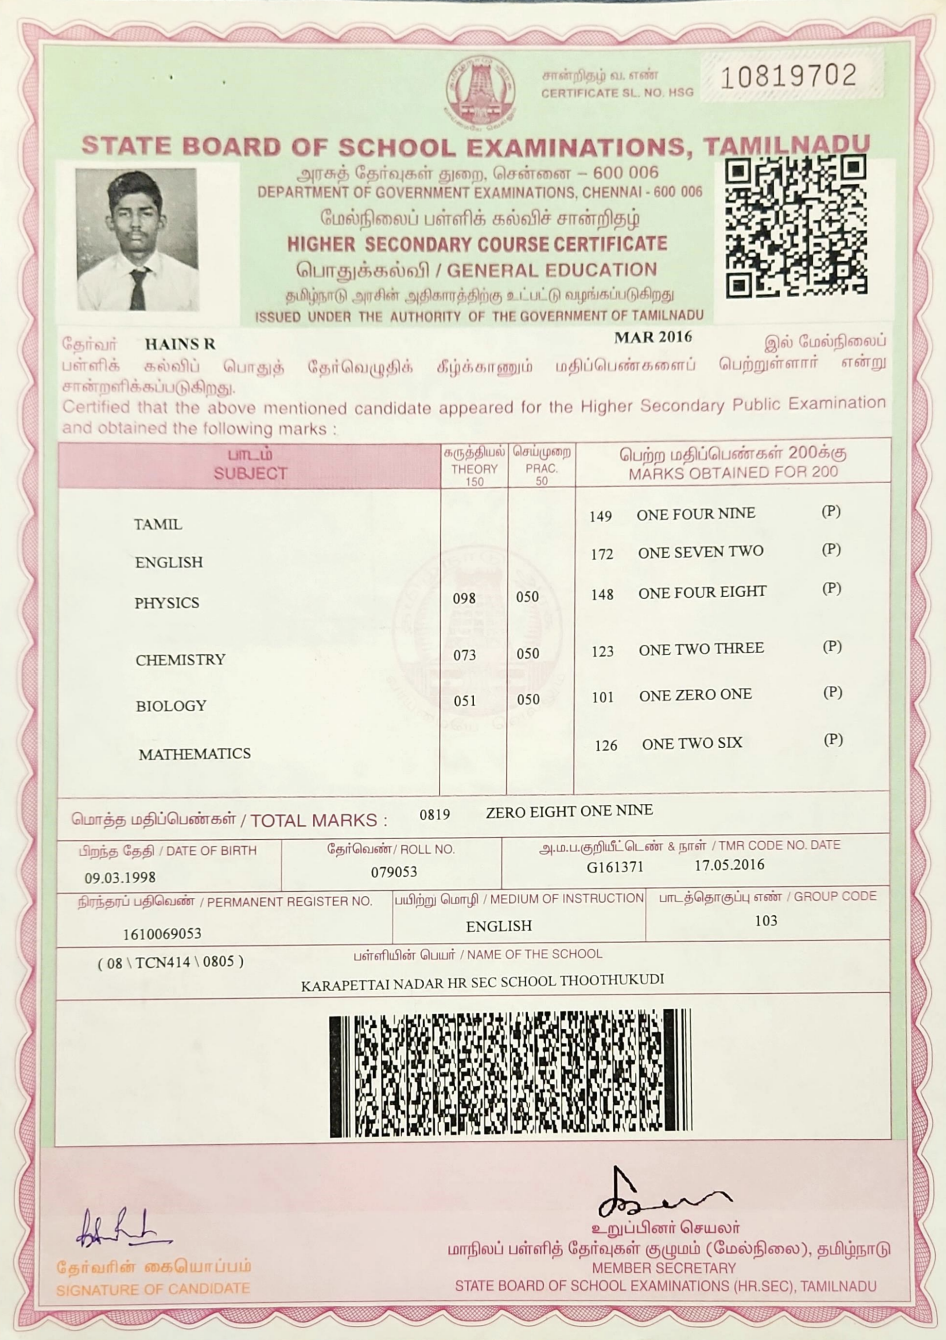 சான்றிதழ் வ. எண்
CERTIFICATE SL. NO. HSG
10819702
STATE BOARD OF SCHOOL EXAMINATIONS, TAMILNADU
அரசுத் தேர்வுகள் துறை, சென்னை – 600 006
DEPARTMENT OF GOVERNMENT EXAMINATIONS, CHENNAI - 600 006
மேல்நிலைப் பள்ளிக் கல்விச் சான்றிதழ்
HIGHER SECONDARY COURSE CERTIFICATE
பொதுக்கல்வி / GENERAL EDUCATION
தமிழ்நாடு அரசின் அதிகாரத்திற்கு உட்பட்டு வழங்கப்படுகிறது
ISSUED UNDER THE AUTHORITY OF THE GOVERNMENT OF TAMILNADU
தேர்வர் HAINS R MAR 2016 இல் மேல்நிலைப்
பள்ளிக் கல்விப் பொதுத் தேர்வெழுதிக் கீழ்க்காணும் மதிப்பெண்களைப் பெற்றுள்ளார் என்று
சான்றளிக்கப்படுகிறது.
Certified that the above mentioned candidate appeared for the Higher Secondary Public Examination
and obtained the following marks :
பாடம் கருத்தியல் செய்முறை பெற்ற மதிப்பெண்கள் 200க்கு
SUBJECT THEORY PRAC. MARKS OBTAINED FOR 200
150 50
TAMIL 149 ONE FOUR NINE (P)
ENGLISH 172 ONE SEVEN TWO (P)
PHYSICS 098 050 148 ONE FOUR EIGHT (P)
CHEMISTRY 073 050 123 ONE TWO THREE (P)
BIOLOGY 051 050 101 ONE ZERO ONE (P)
MATHEMATICS 126 ONE TWO SIX (P)
மொத்த மதிப்பெண்கள் / TOTAL MARKS : 0819 ZERO EIGHT ONE NINE
பிறந்த தேதி / DATE OF BIRTH தேர்வெண்/ ROLL NO. அ.ம.ப.குறியீட்டெண் & நாள் / TMR CODE NO. DATE
09.03.1998 079053 G161371 17.05.2016
நிரந்தரப் பதிவெண் / PERMANENT REGISTER NO. பயிற்று மொழி / MEDIUM OF INSTRUCTION பாடத்தொகுப்பு எண் / GROUP CODE
1610069053 ENGLISH 103
( 08 \ TCN414 \ 0805 ) பள்ளியின் பெயர் / NAME OF THE SCHOOL
KARAPETTAI NADAR HR SEC SCHOOL THOOTHUKUDI
உறுப்பினர் செயலர்
மாநிலப் பள்ளித் தேர்வுகள் குழுமம் (மேல்நிலை), தமிழ்நாடு
MEMBER SECRETARY
STATE BOARD OF SCHOOL EXAMINATIONS (HR.SEC), TAMILNADU
தேர்வரின் கையொப்பம்
SIGNATURE OF CANDIDATE